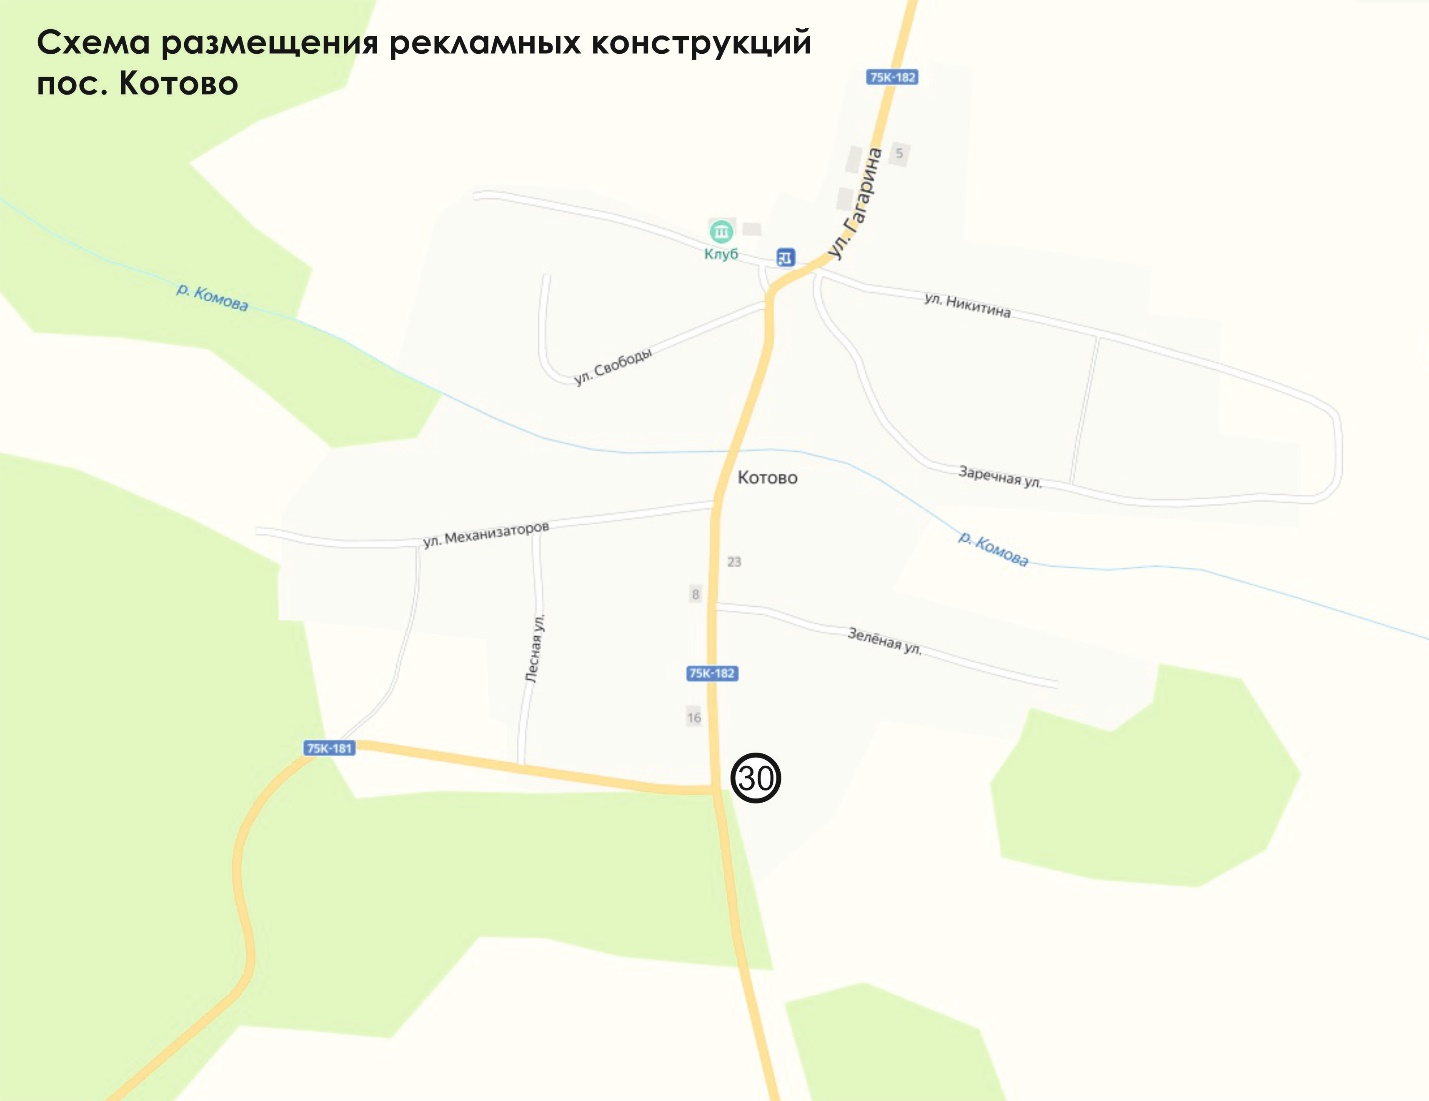 Схема размещения рекламных конструкций
пос. Котово
75К-182
5
ул. Гагарина
Клуб
р. Комова
ул. Никитина
ул. Свободы
Котово
Заречная ул.
ул. Механизаторов
р. Комова
23
8
Зелёная ул.
Лесная ул.
75К-182
16
75К-181
30